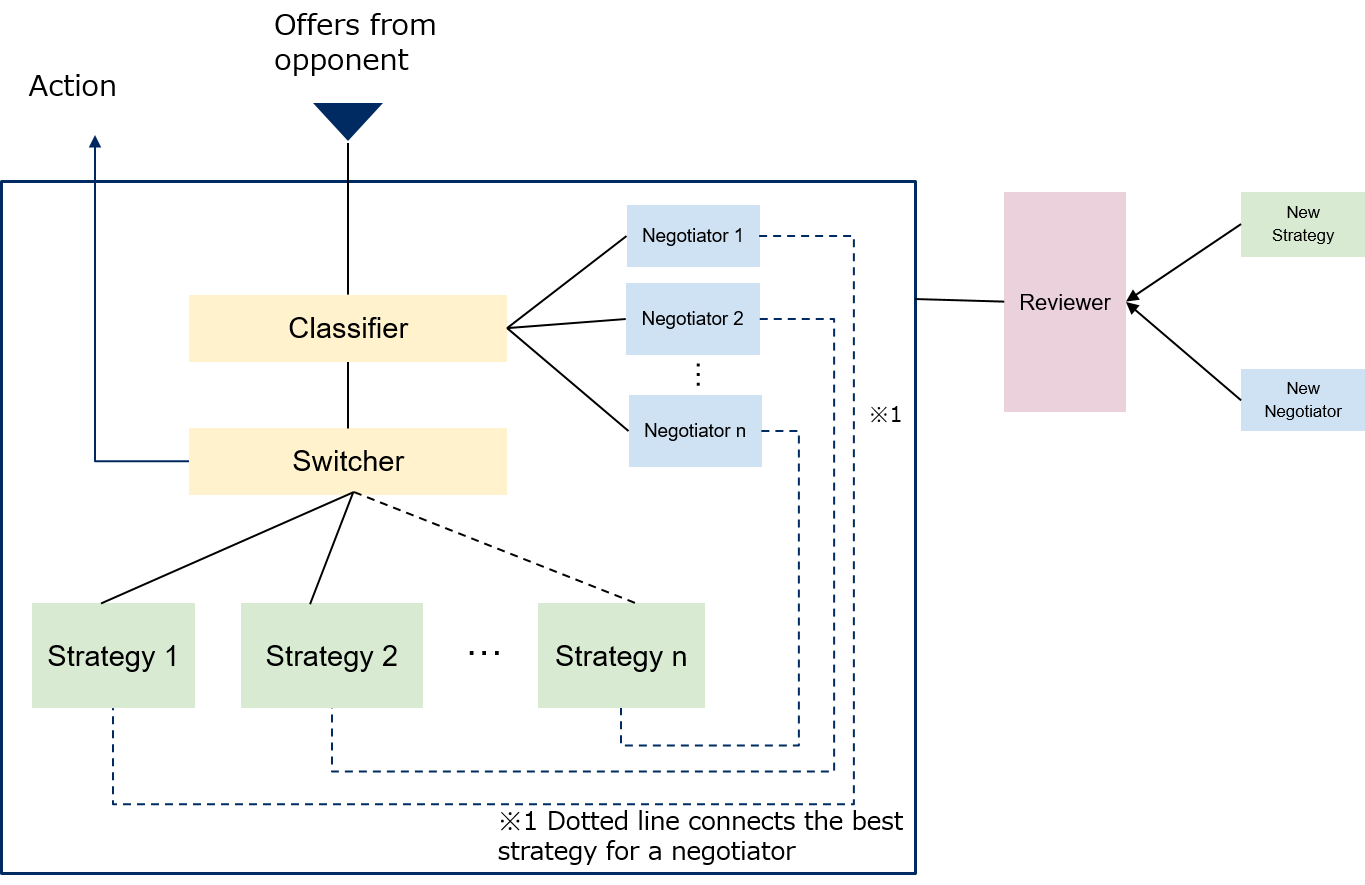 Offers from
opponent
Action
Negotiator 1
Negotiator 2
⋮
Negotiator n
Classifier
Switcher
※1
Reviewer
New
Strategy
New
Negotiator
Strategy 1
Strategy 2
…
Strategy n
※1 Dotted line connects the best
strategy for a negotiator